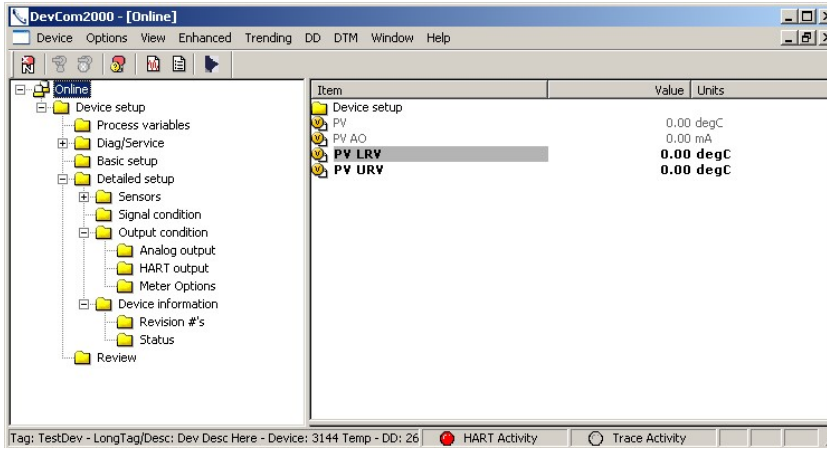 DevCom2000 - [Online]
Device Options View Enhanced Trending DD DTM Window Help
Online
Device setup
Process variables
Diag/Service
Basic setup
Detailed setup
Sensors
Signal condition
Output condition
Analog output
HART output
Meter Options
Device information
Revision #'s
Status
Review
Item Value Units
Device setup
PV 0.00 degC
PV AO 0.00 mA
PV LRV 0.00 degC
PV URV 0.00 degC
Tag: TestDev - LongTag/Desc: Dev Desc Here - Device: 3144 Temp - DD: 26 HART Activity Trace Activity